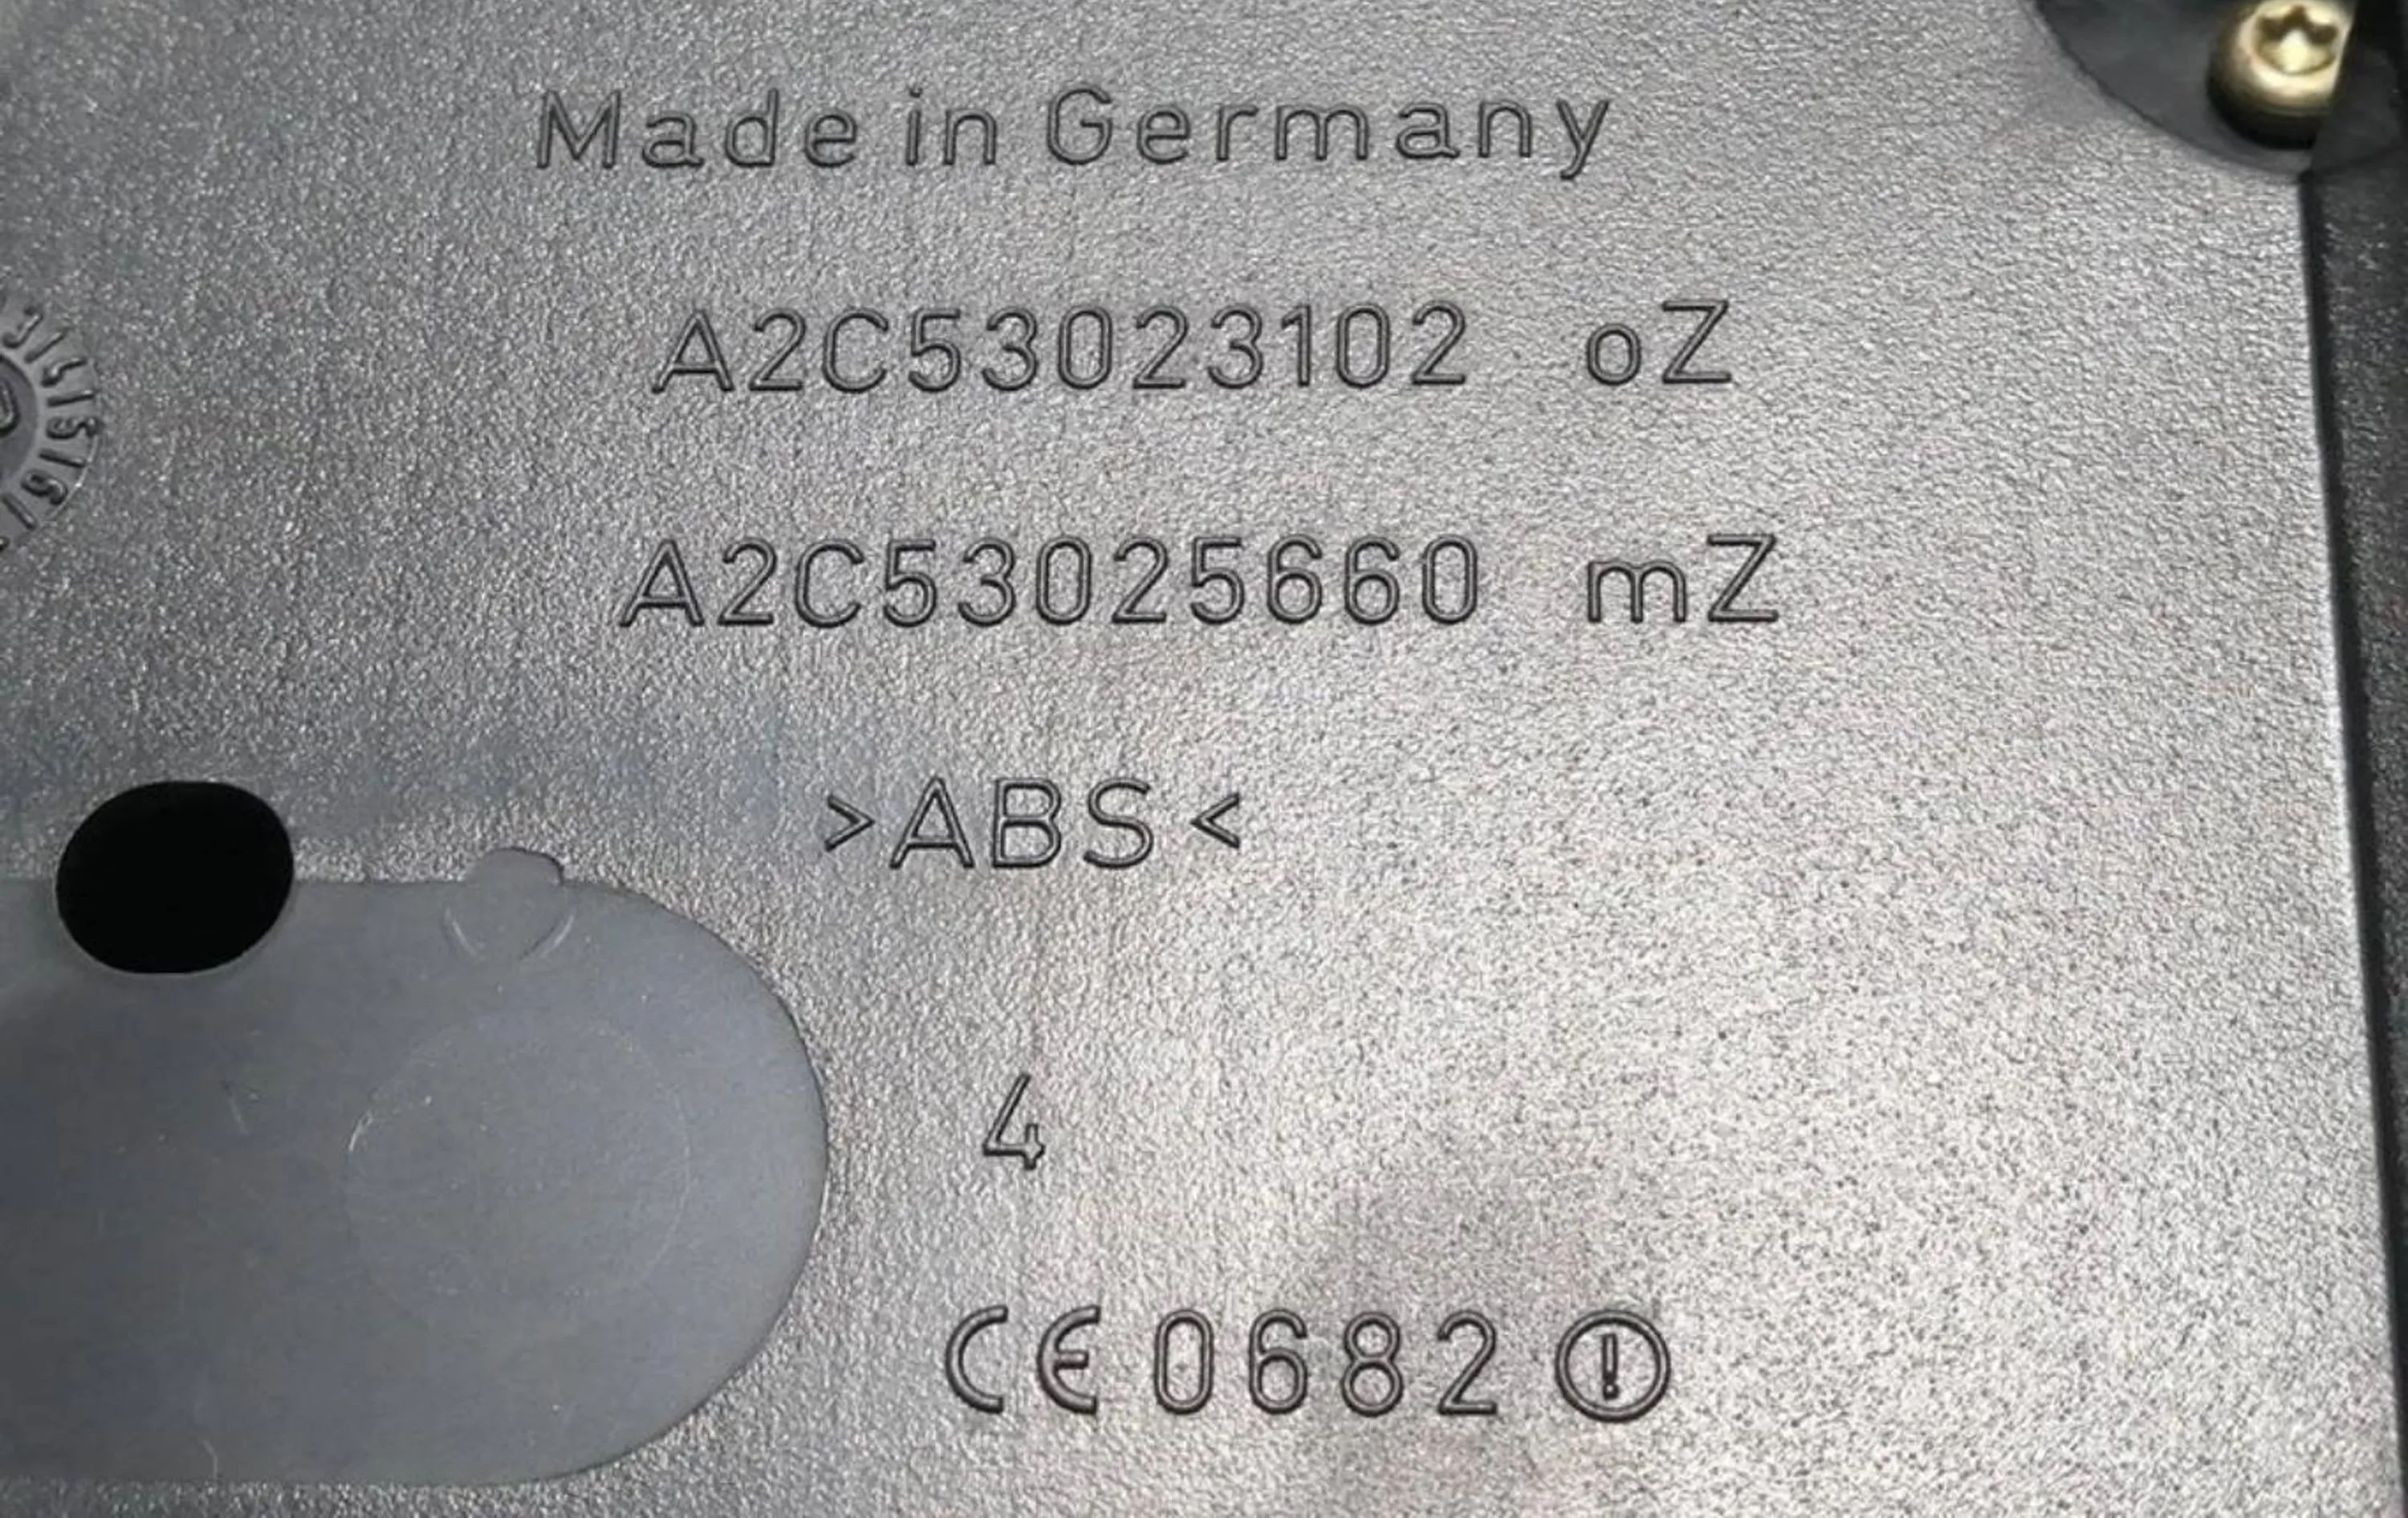 Made in Germany
A2C53023102 oZ
A2C53025660 mZ
>ABS<
4
CE 0682 !